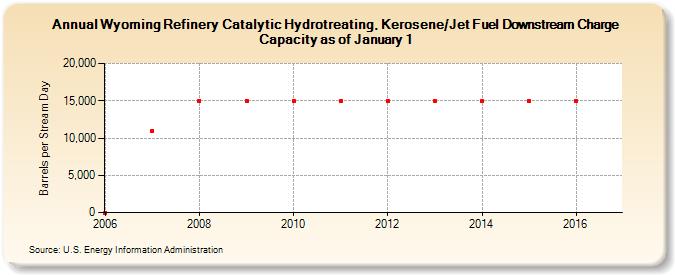 Annual Wyoming Refinery Catalytic Hydrotreating, Kerosene/Jet Fuel Downstream Charge
Capacity as of January 1
Barrels per Stream Day
20,000
15,000
10,000
5,000
0
2006 2008 2010 2012 2014 2016
Source: U.S. Energy Information Administration